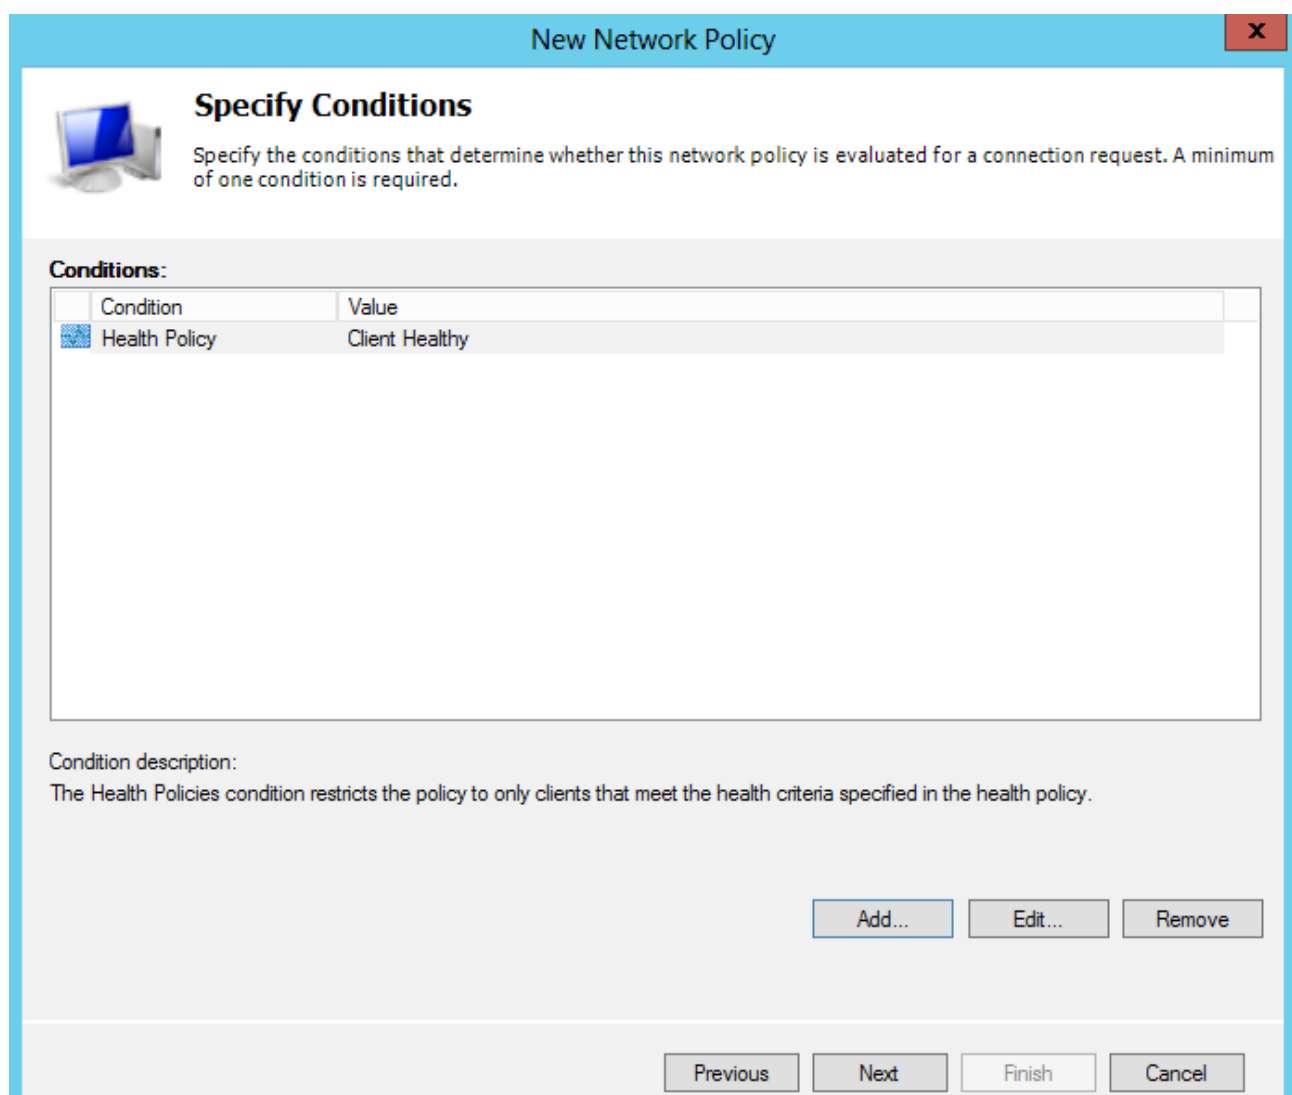 New Network Policy
x
Specify Conditions
Specify the conditions that determine whether this network policy is evaluated for a connection request. A minimum
of one condition is required.
Conditions:
Condition Value
Health Policy Client Healthy
Condition description:
The Health Policies condition restricts the policy to only clients that meet the health criteria specified in the health policy.
Add... Edit... Remove
Previous Next Finish Cancel